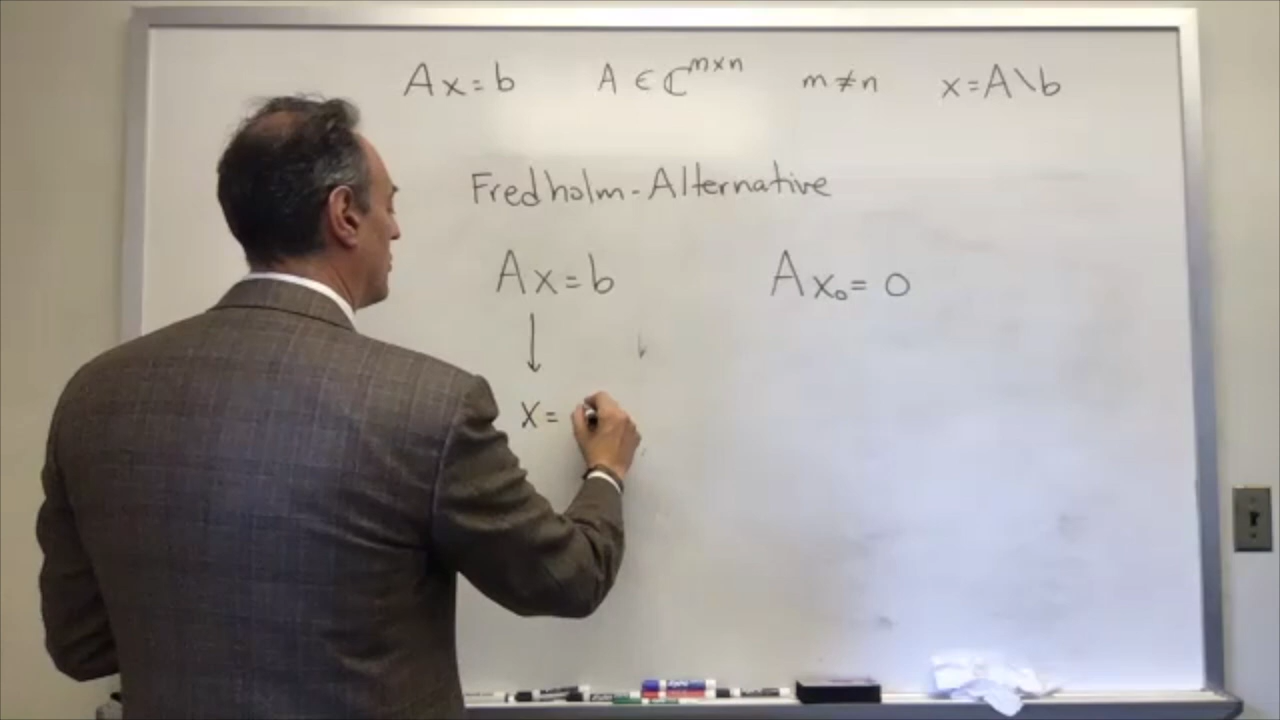 Ax=b A ∈ ℂ^{m×n} m≠n x=A\b
Fredholm-Alternative
Ax=b Ax₀=0
↓
x=